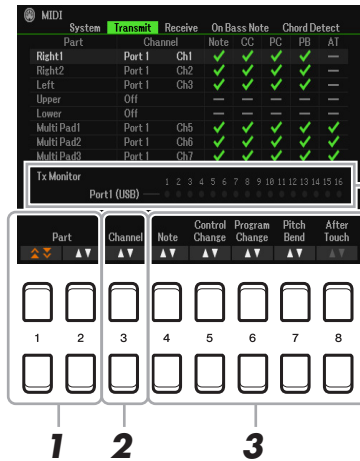 MIDI
System Transmit Receive On Bass Note Chord Detect
Part Channel Note CC PC PB AT
Right1 Port 1 Ch1 ✓ ✓ ✓ ✓ —
Right2 Port 1 Ch2 ✓ ✓ ✓ ✓ —
Left Port 1 Ch3 ✓ ✓ ✓ ✓ —
Upper Off — — — — —
Lower Off — — — — —
Multi Pad1 Port 1 Ch5 ✓ ✓ ✓ ✓ ✓
Multi Pad2 Port 1 Ch6 ✓ ✓ ✓ ✓ ✓
Multi Pad3 Port 1 Ch7 ✓ ✓ ✓ ✓ ✓
Tx Monitor 1 2 3 4 5 6 7 8 9 10 11 12 13 14 15 16
Port1 (USB)
Part Channel Note Control Change Program Change Pitch Bend After Touch
1 2 3 4 5 6 7 8
1 2 3